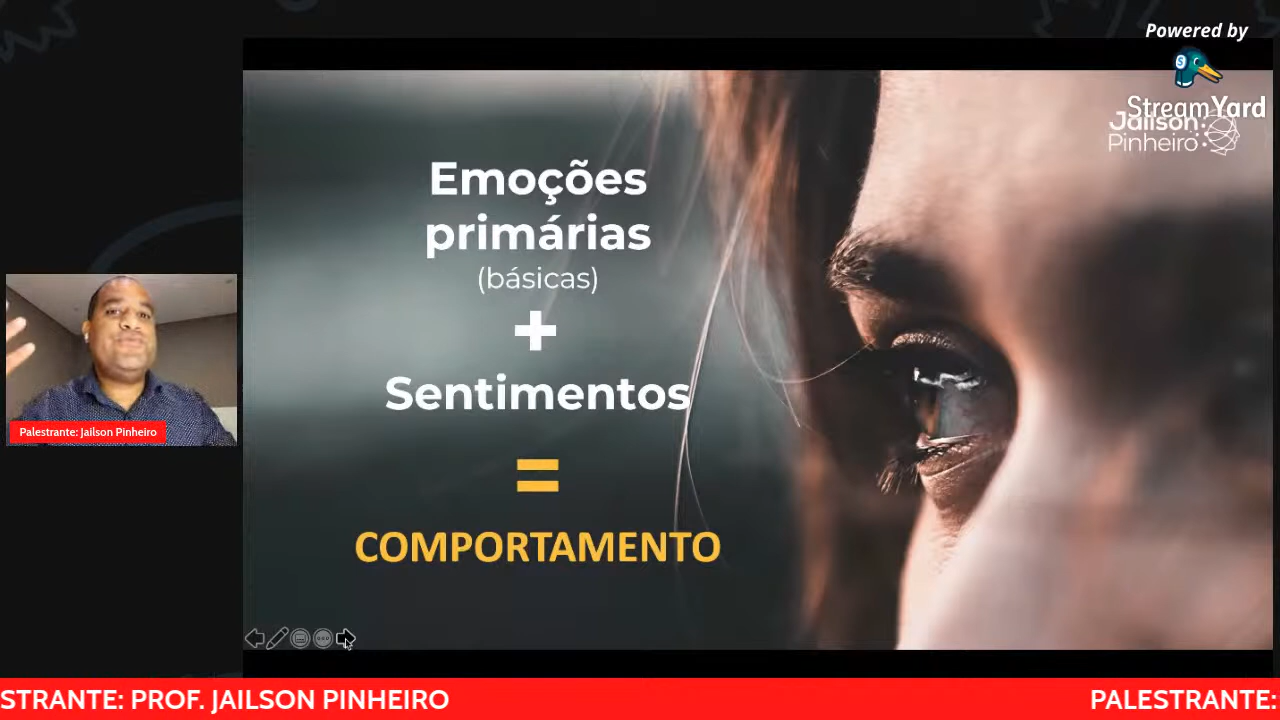 Powered by
StreamYard
Jailson
Pinheiro
Emoções
primárias
(básicas)
+
Sentimentos
=
COMPORTAMENTO
Palestrante: Jailson Pinheiro
STRANTE: PROF. JAILSON PINHEIRO
PALESTRANTE: